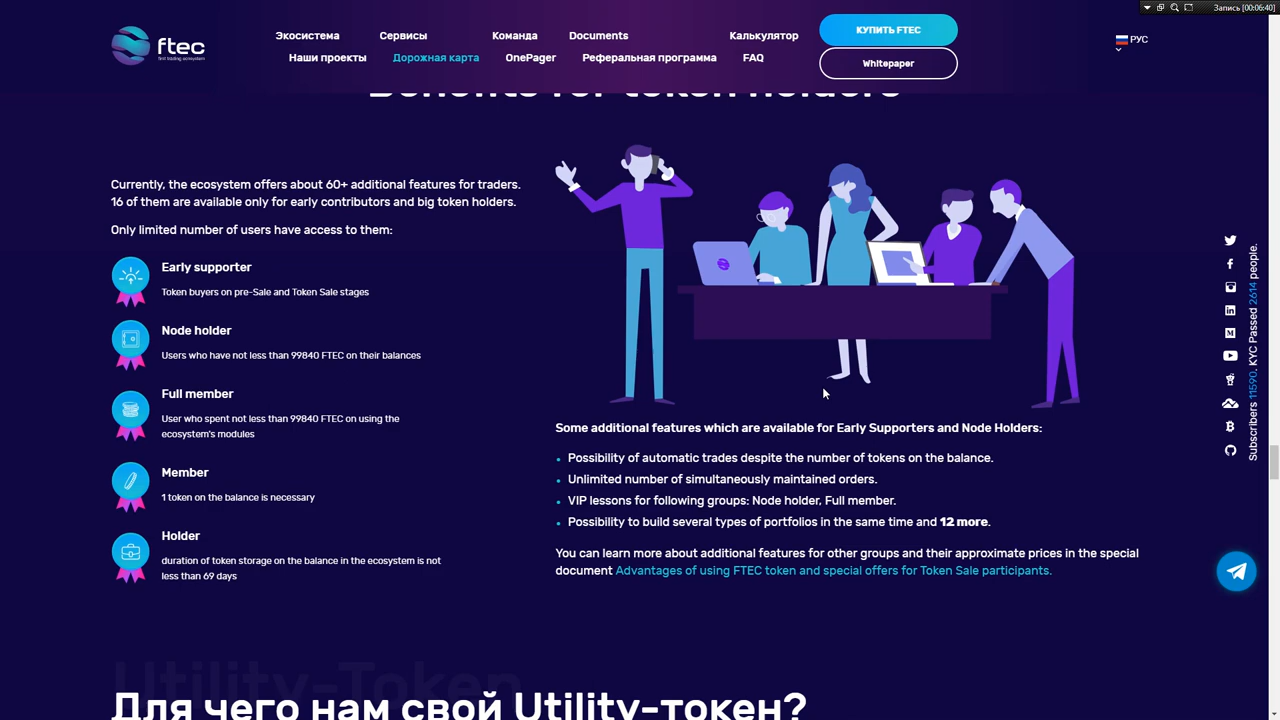 Запись [00:06:40]
ftec
first trading ecosystem
Экосистема
Сервисы
Команда
Documents
Калькулятор
Наши проекты
Дорожная карта
OnePager
Реферальная программа
FAQ
КУПИТЬ FTEC
Whitepaper
РУС
Benefits for token holders
Currently, the ecosystem offers about 60+ additional features for traders.
16 of them are available only for early contributors and big token holders.
Only limited number of users have access to them:
Early supporter
Token buyers on pre-Sale and Token Sale stages
Node holder
Users who have not less than 99840 FTEC on their balances
Full member
User who spent not less than 99840 FTEC on using the
ecosystem's modules
Member
1 token on the balance is necessary
Holder
duration of token storage on the balance in the ecosystem is not
less than 69 days
Some additional features which are available for Early Supporters and Node Holders:
Possibility of automatic trades despite the number of tokens on the balance.
Unlimited number of simultaneously maintained orders.
VIP lessons for following groups: Node holder, Full member.
Possibility to build several types of portfolios in the same time and 12 more.
You can learn more about additional features for other groups and their approximate prices in the special
document Advantages of using FTEC token and special offers for Token Sale participants.
Subscribers 11590. KYC Passed 2614 people.
Utility-Token
Для чего нам свой Utility-токен?